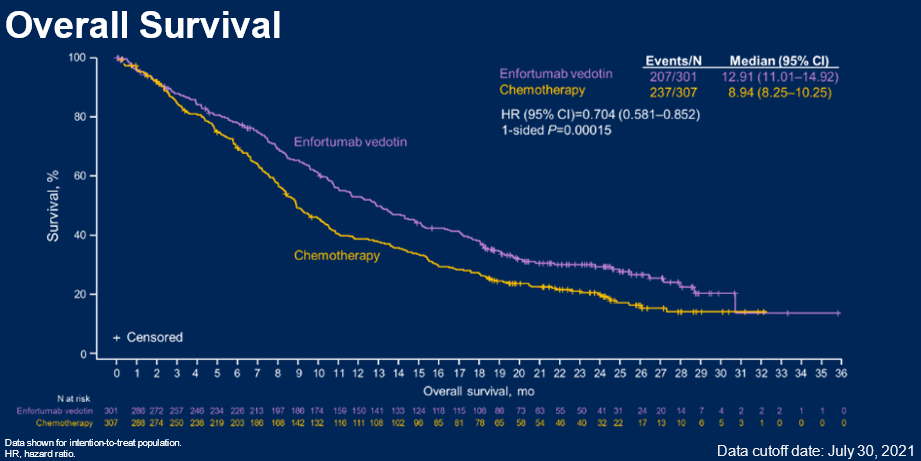 Overall Survival
Events/N Median (95% CI)
Enfortumab vedotin 207/301 12.91 (11.01–14.92)
Chemotherapy 237/307 8.94 (8.25–10.25)
HR (95% CI)=0.704 (0.581–0.852)
1-sided P=0.00015
Survival, %
100
80
60
40
20
0
Enfortumab vedotin
Chemotherapy
+ Censored
0 1 2 3 4 5 6 7 8 9 10 11 12 13 14 15 16 17 18 19 20 21 22 23 24 25 26 27 28 29 30 31 32 33 34 35 36
Overall survival, mo
N at risk
Enfortumab vedotin 301 286 272 257 246 234 226 213 197 186 174 159 150 141 133 124 118 115 106 86 73 63 55 50 41 31 24 20 14 7 4 2 2 2 1 1 0
Chemotherapy 307 288 274 250 238 219 203 186 168 142 132 116 111 108 102 96 85 81 78 65 58 54 46 40 32 22 17 13 10 6 5 3 1 0 0 0 0
Data shown for intention-to-treat population.
HR, hazard ratio.
Data cutoff date: July 30, 2021